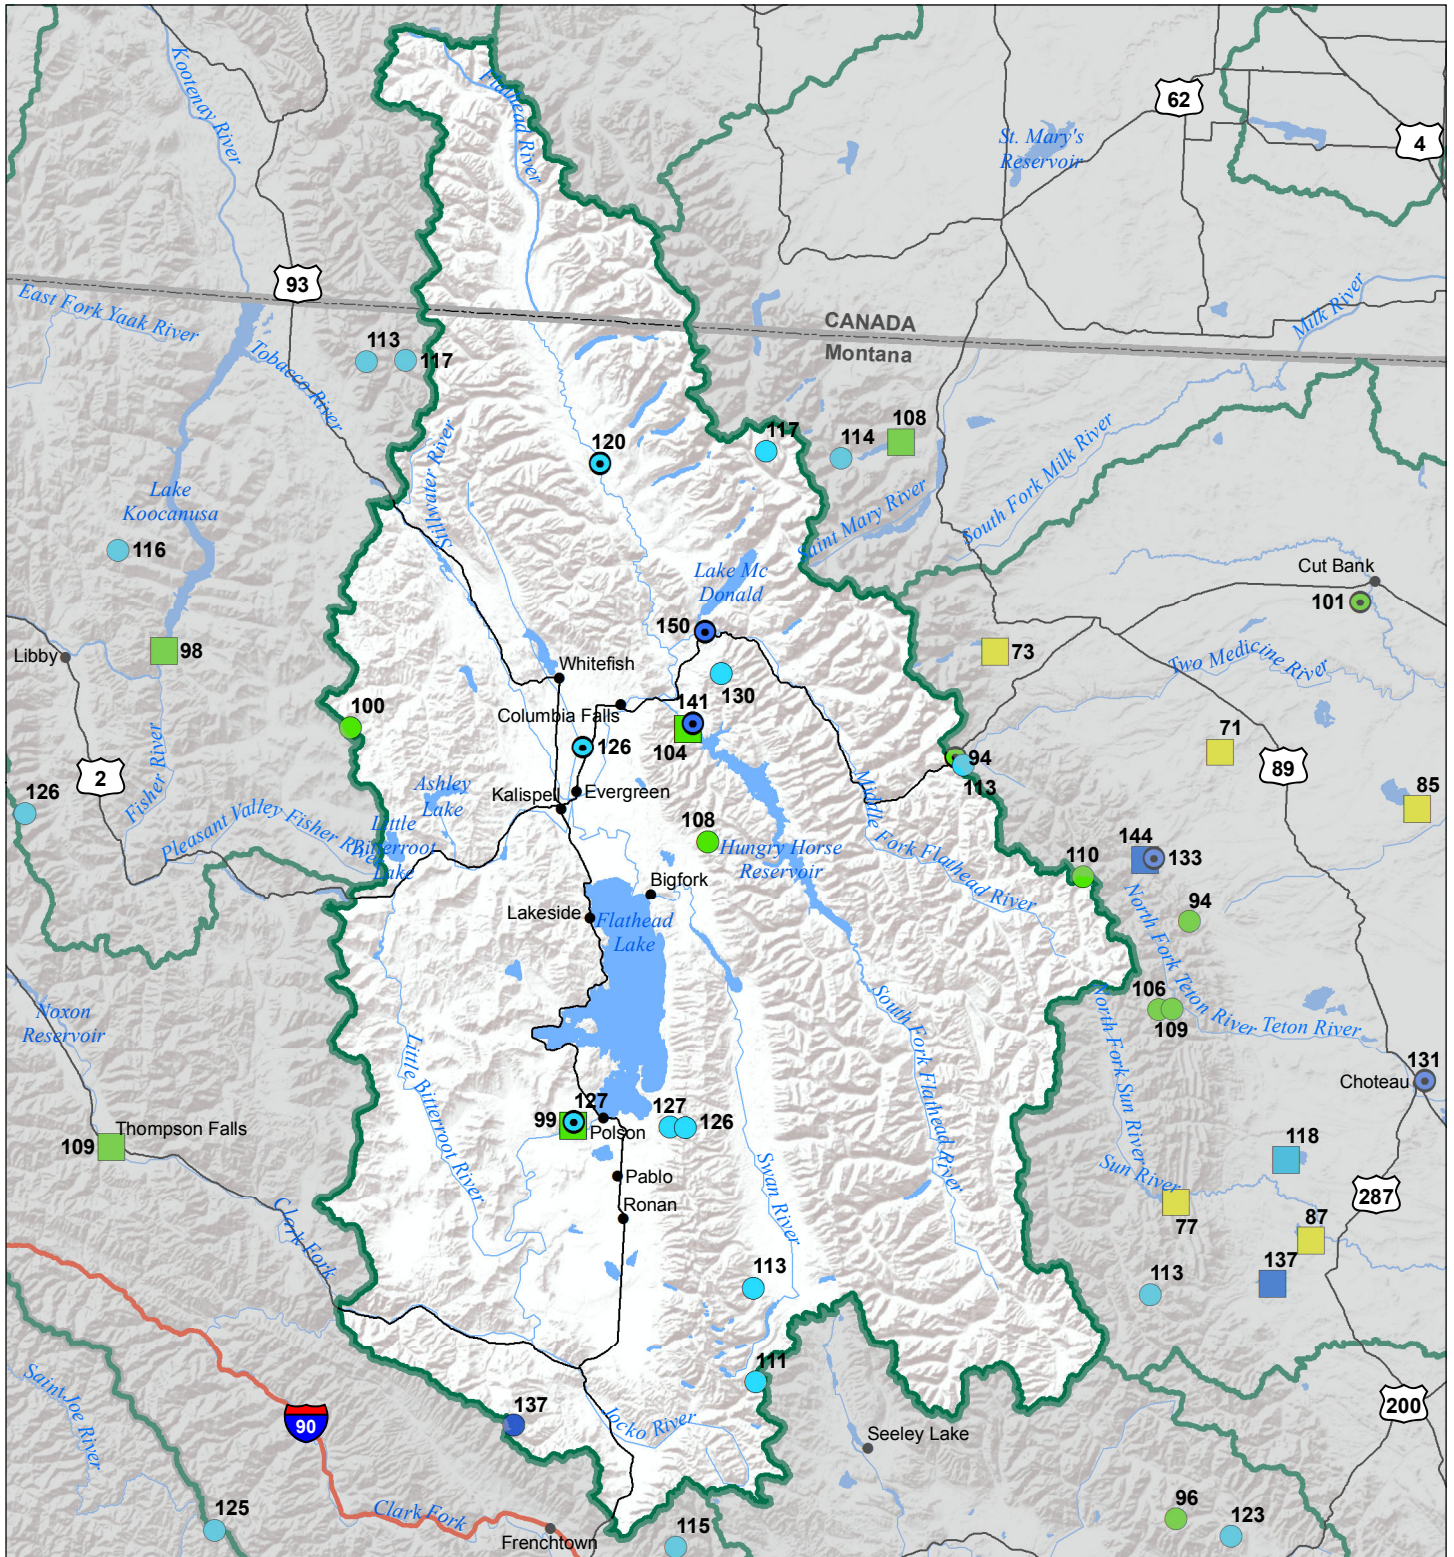 Kootenay River
Flathead River
62
St. Mary's
Reservoir
4
93
East Fork Yaak River
Tobacco River
CANADA
Montana
Milk River
113
117
120
117
114
108
Stillwater River
Saint Mary River
South Fork Milk River
Lake
Koocanusa
116
Lake Mc
Donald
Cut Bank
101
150
Libby
98
Whitefish
130
73
Two Medicine River
100
Columbia Falls
141
104
126
94
113
71
89
2
Fisher River
Ashley
Lake
Kalispell
Evergreen
85
126
Pleasant Valley Fisher River
Little
Bitterroot
Lake
108
Hungry Horse
Reservoir
Middle Fork Flathead River
144
133
110
Bigfork
94
Lakeside
Flathead
Lake
North Fork Teton River
Teton River
106
109
Noxon
Reservoir
South Fork Flathead River
North Fork Sun River
131
Choteau
Little Bitterroot River
127
99
Polson
127
126
109
Thompson Falls
118
Pablo
Swan River
Sun River
287
Ronan
77
87
Clark Fork
113
113
137
111
Saint Joe River
90
137
Jocko River
200
Seeley Lake
125
Clark Fork
Frenchtown
115
96
123